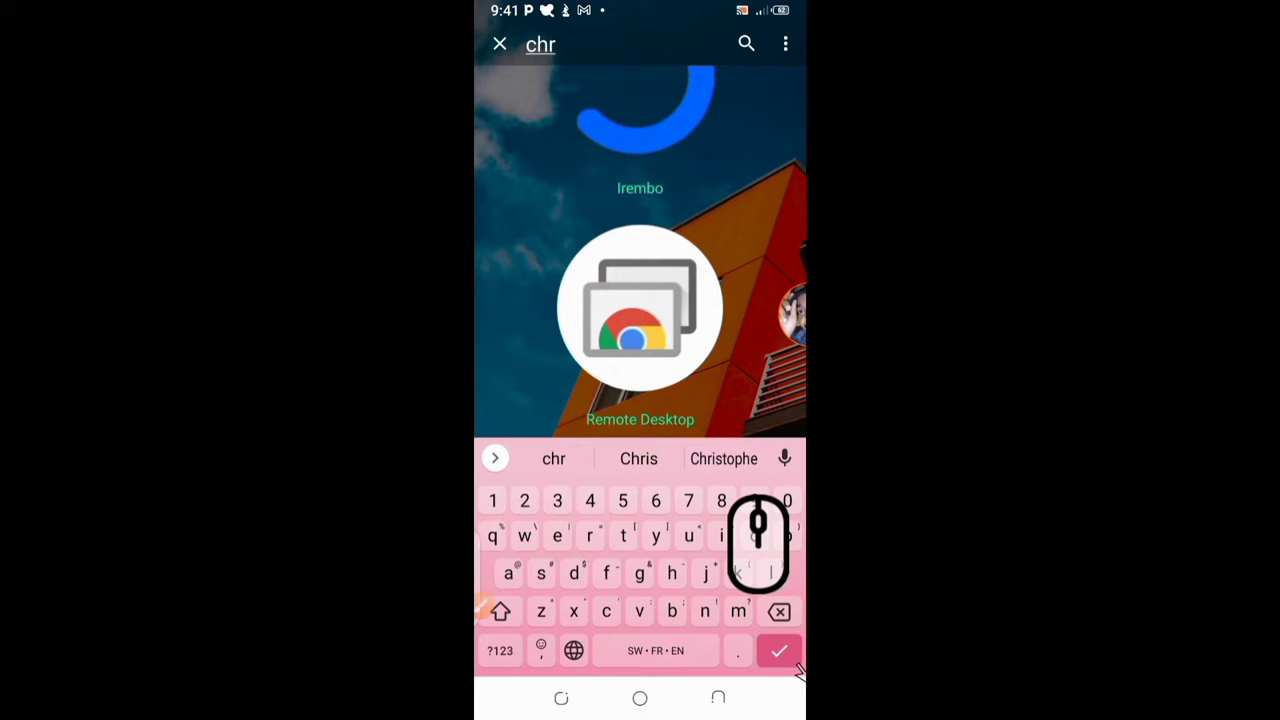 9:41 P 62
chr
Irembo
Remote Desktop
chr Chris Christophe
1 2 3 4 5 6 7 8 0
q % w \ e | r = t [ y ] u < i
a @ s # d $ f _ g & h - j + k ( l )
z * x " c ' v : b ; n ! m ?
?123 , SW • FR • EN .